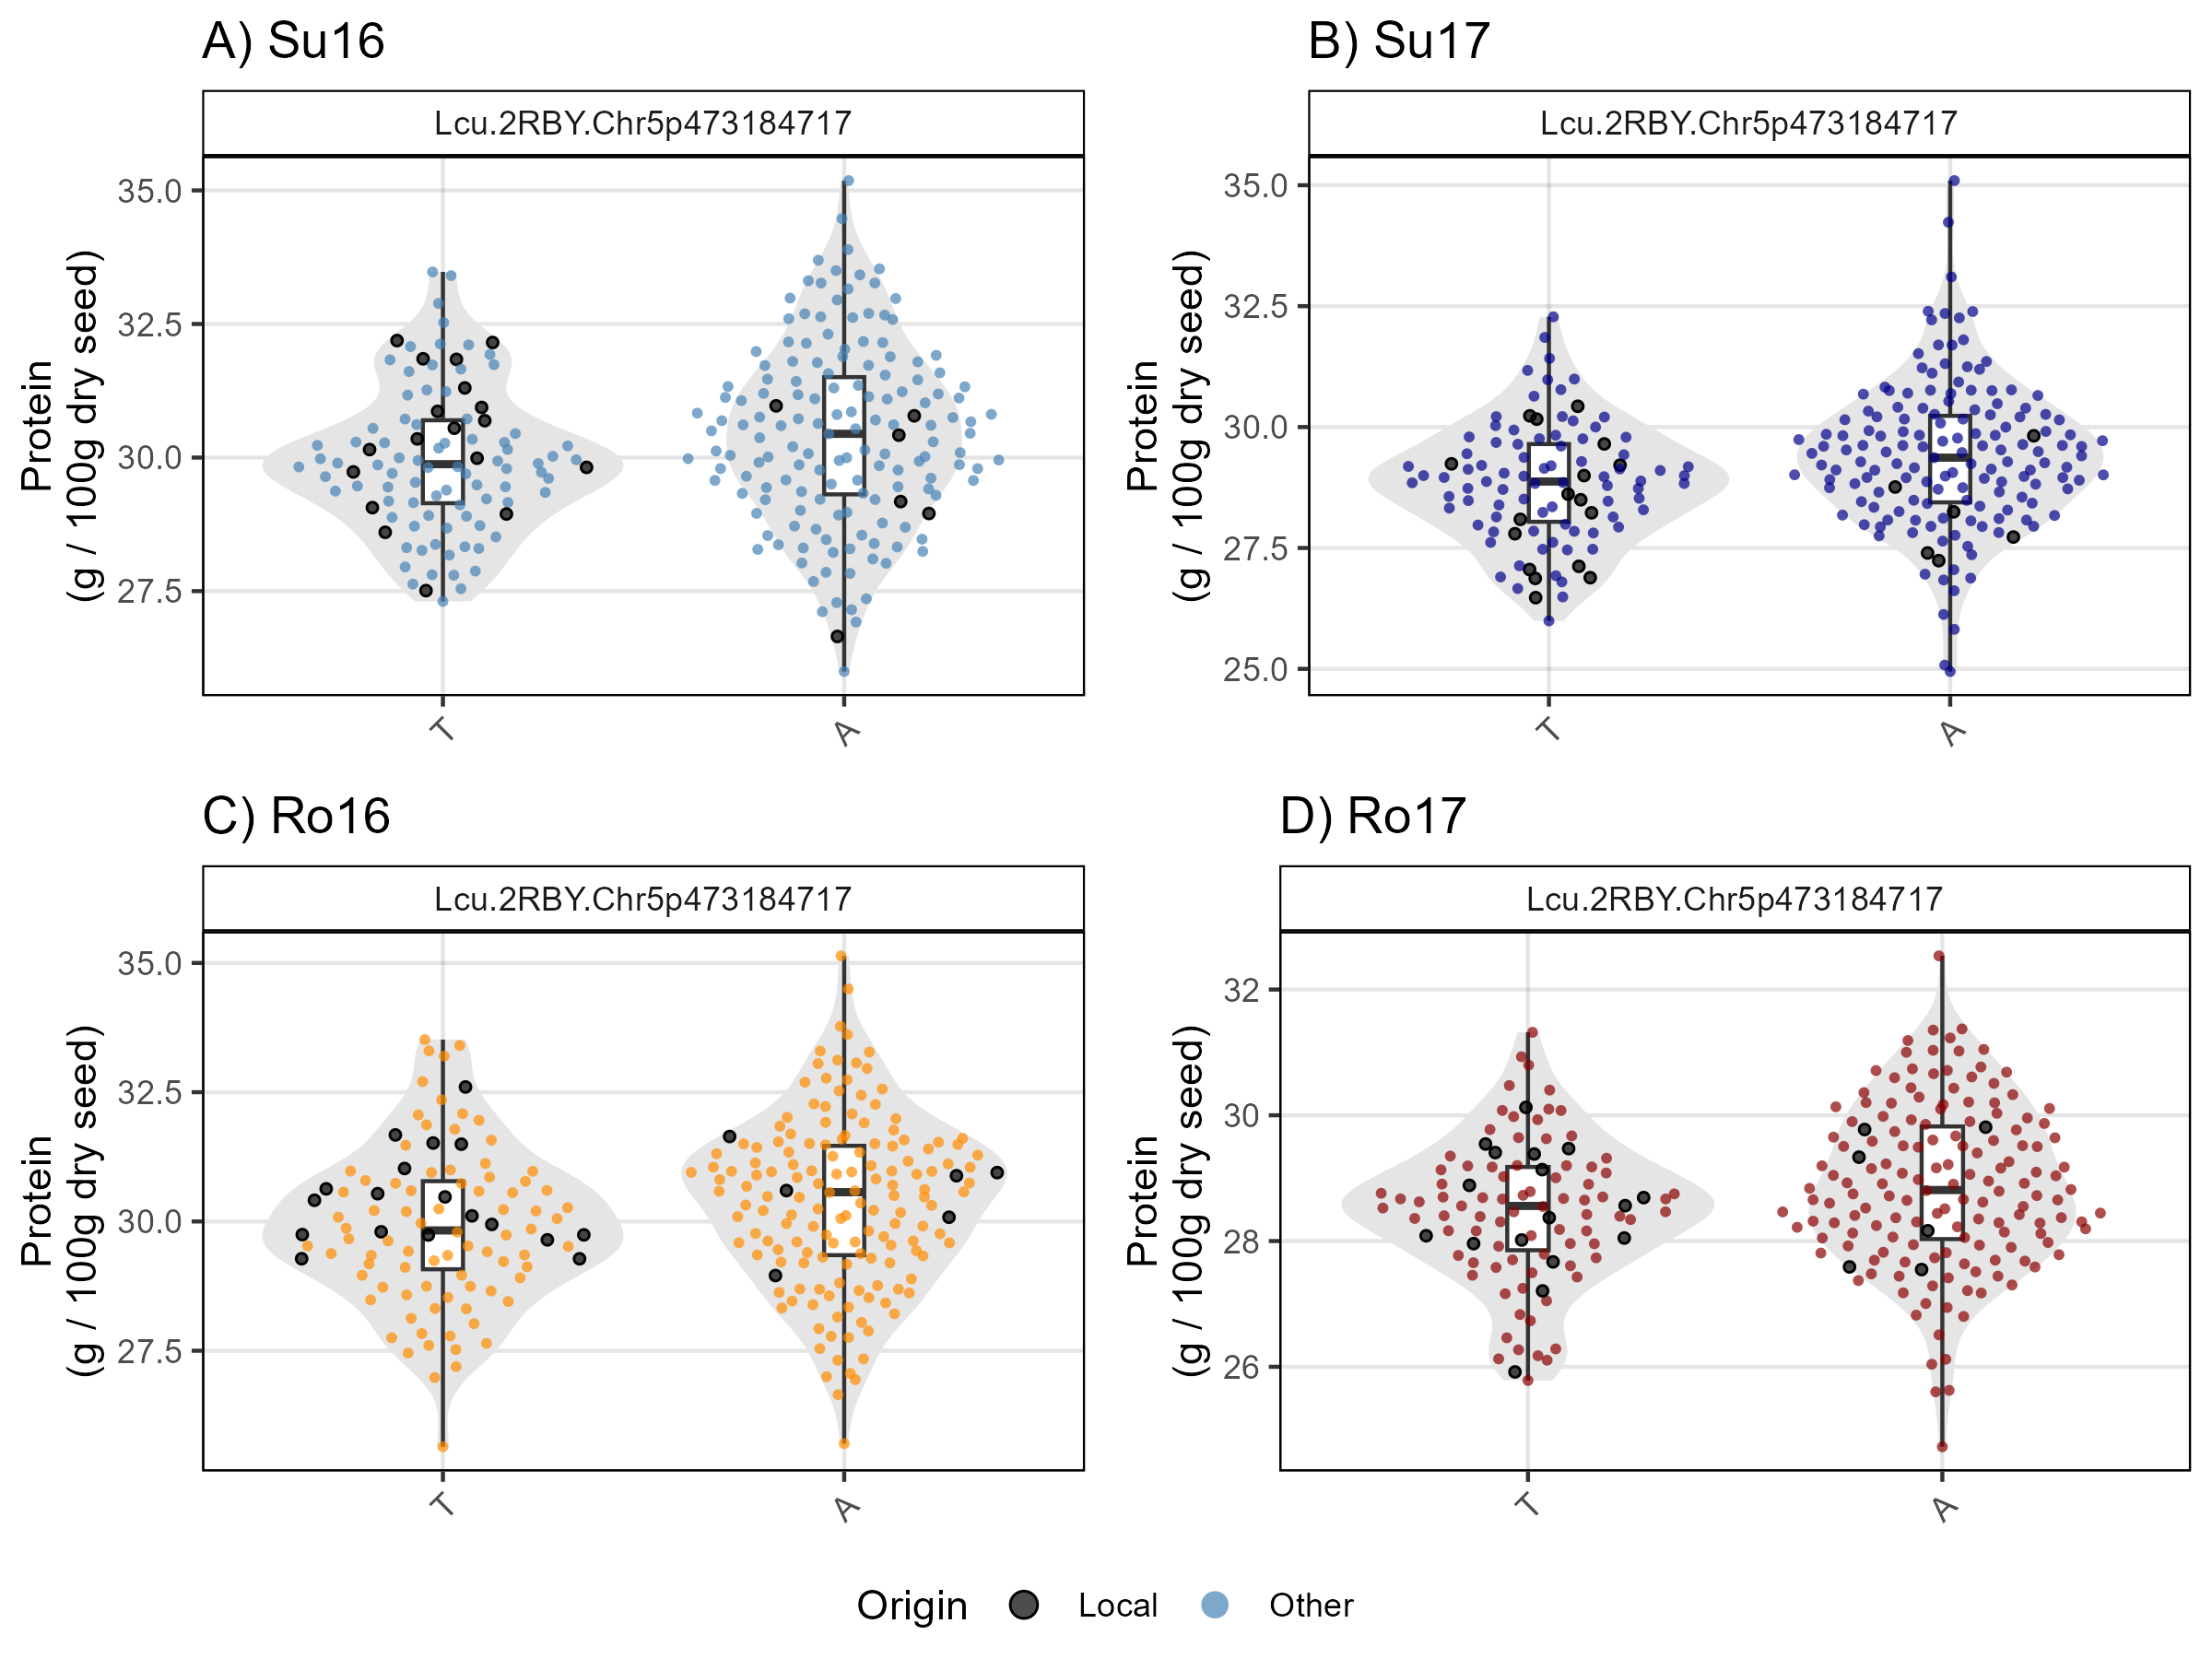 A) Su16
Lcu.2RBY.Chr5p473184717
Protein
(g / 100g dry seed)
35.0
32.5
30.0
27.5
T
A
B) Su17
Lcu.2RBY.Chr5p473184717
Protein
(g / 100g dry seed)
35.0
32.5
30.0
27.5
25.0
T
A
C) Ro16
Lcu.2RBY.Chr5p473184717
Protein
(g / 100g dry seed)
35.0
32.5
30.0
27.5
T
A
D) Ro17
Lcu.2RBY.Chr5p473184717
Protein
(g / 100g dry seed)
32
30
28
26
T
A
Origin Local Other